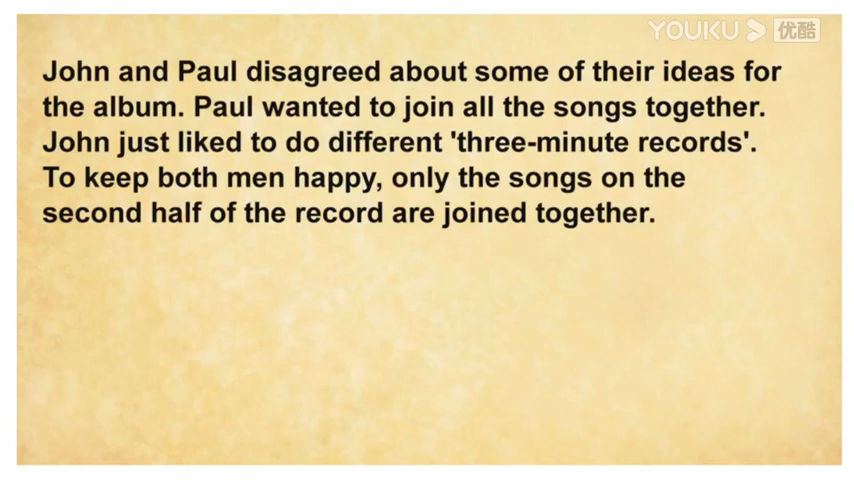 YOUKU 优酷
John and Paul disagreed about some of their ideas for
the album. Paul wanted to join all the songs together.
John just liked to do different 'three-minute records'.
To keep both men happy, only the songs on the
second half of the record are joined together.